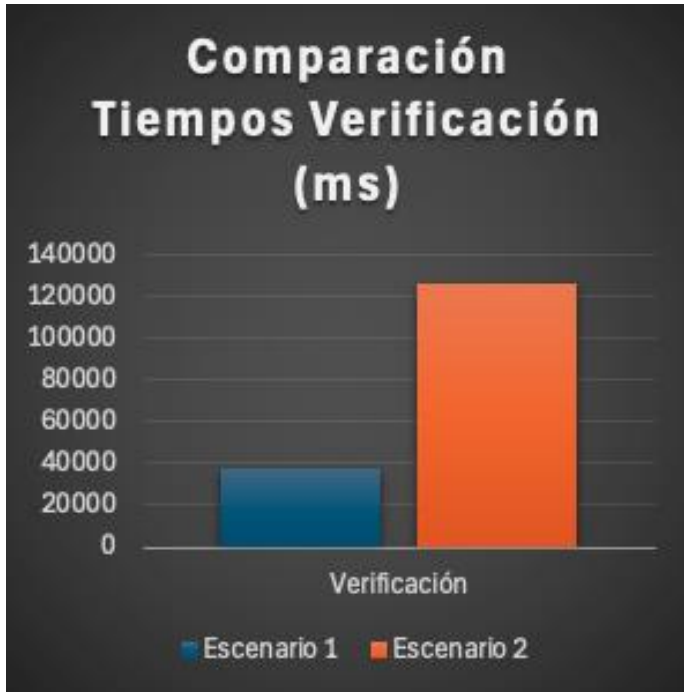 Comparación
Tiempos Verificación
(ms)
140000
120000
100000
80000
60000
40000
20000
0
Verificación
Escenario 1 Escenario 2